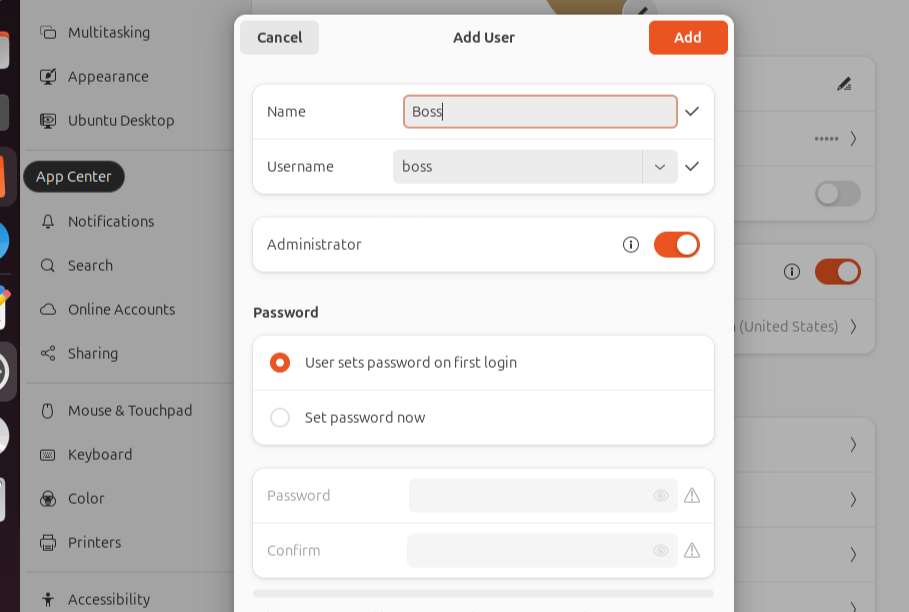 Multitasking
Appearance
Ubuntu Desktop
App Center
Notifications
Search
Online Accounts
Sharing
Mouse & Touchpad
Keyboard
Color
Printers
Accessibility
Cancel
Add User
Add
Name
Boss
Username
boss
Administrator
Password
User sets password on first login
Set password now
Password
Confirm
(United States)